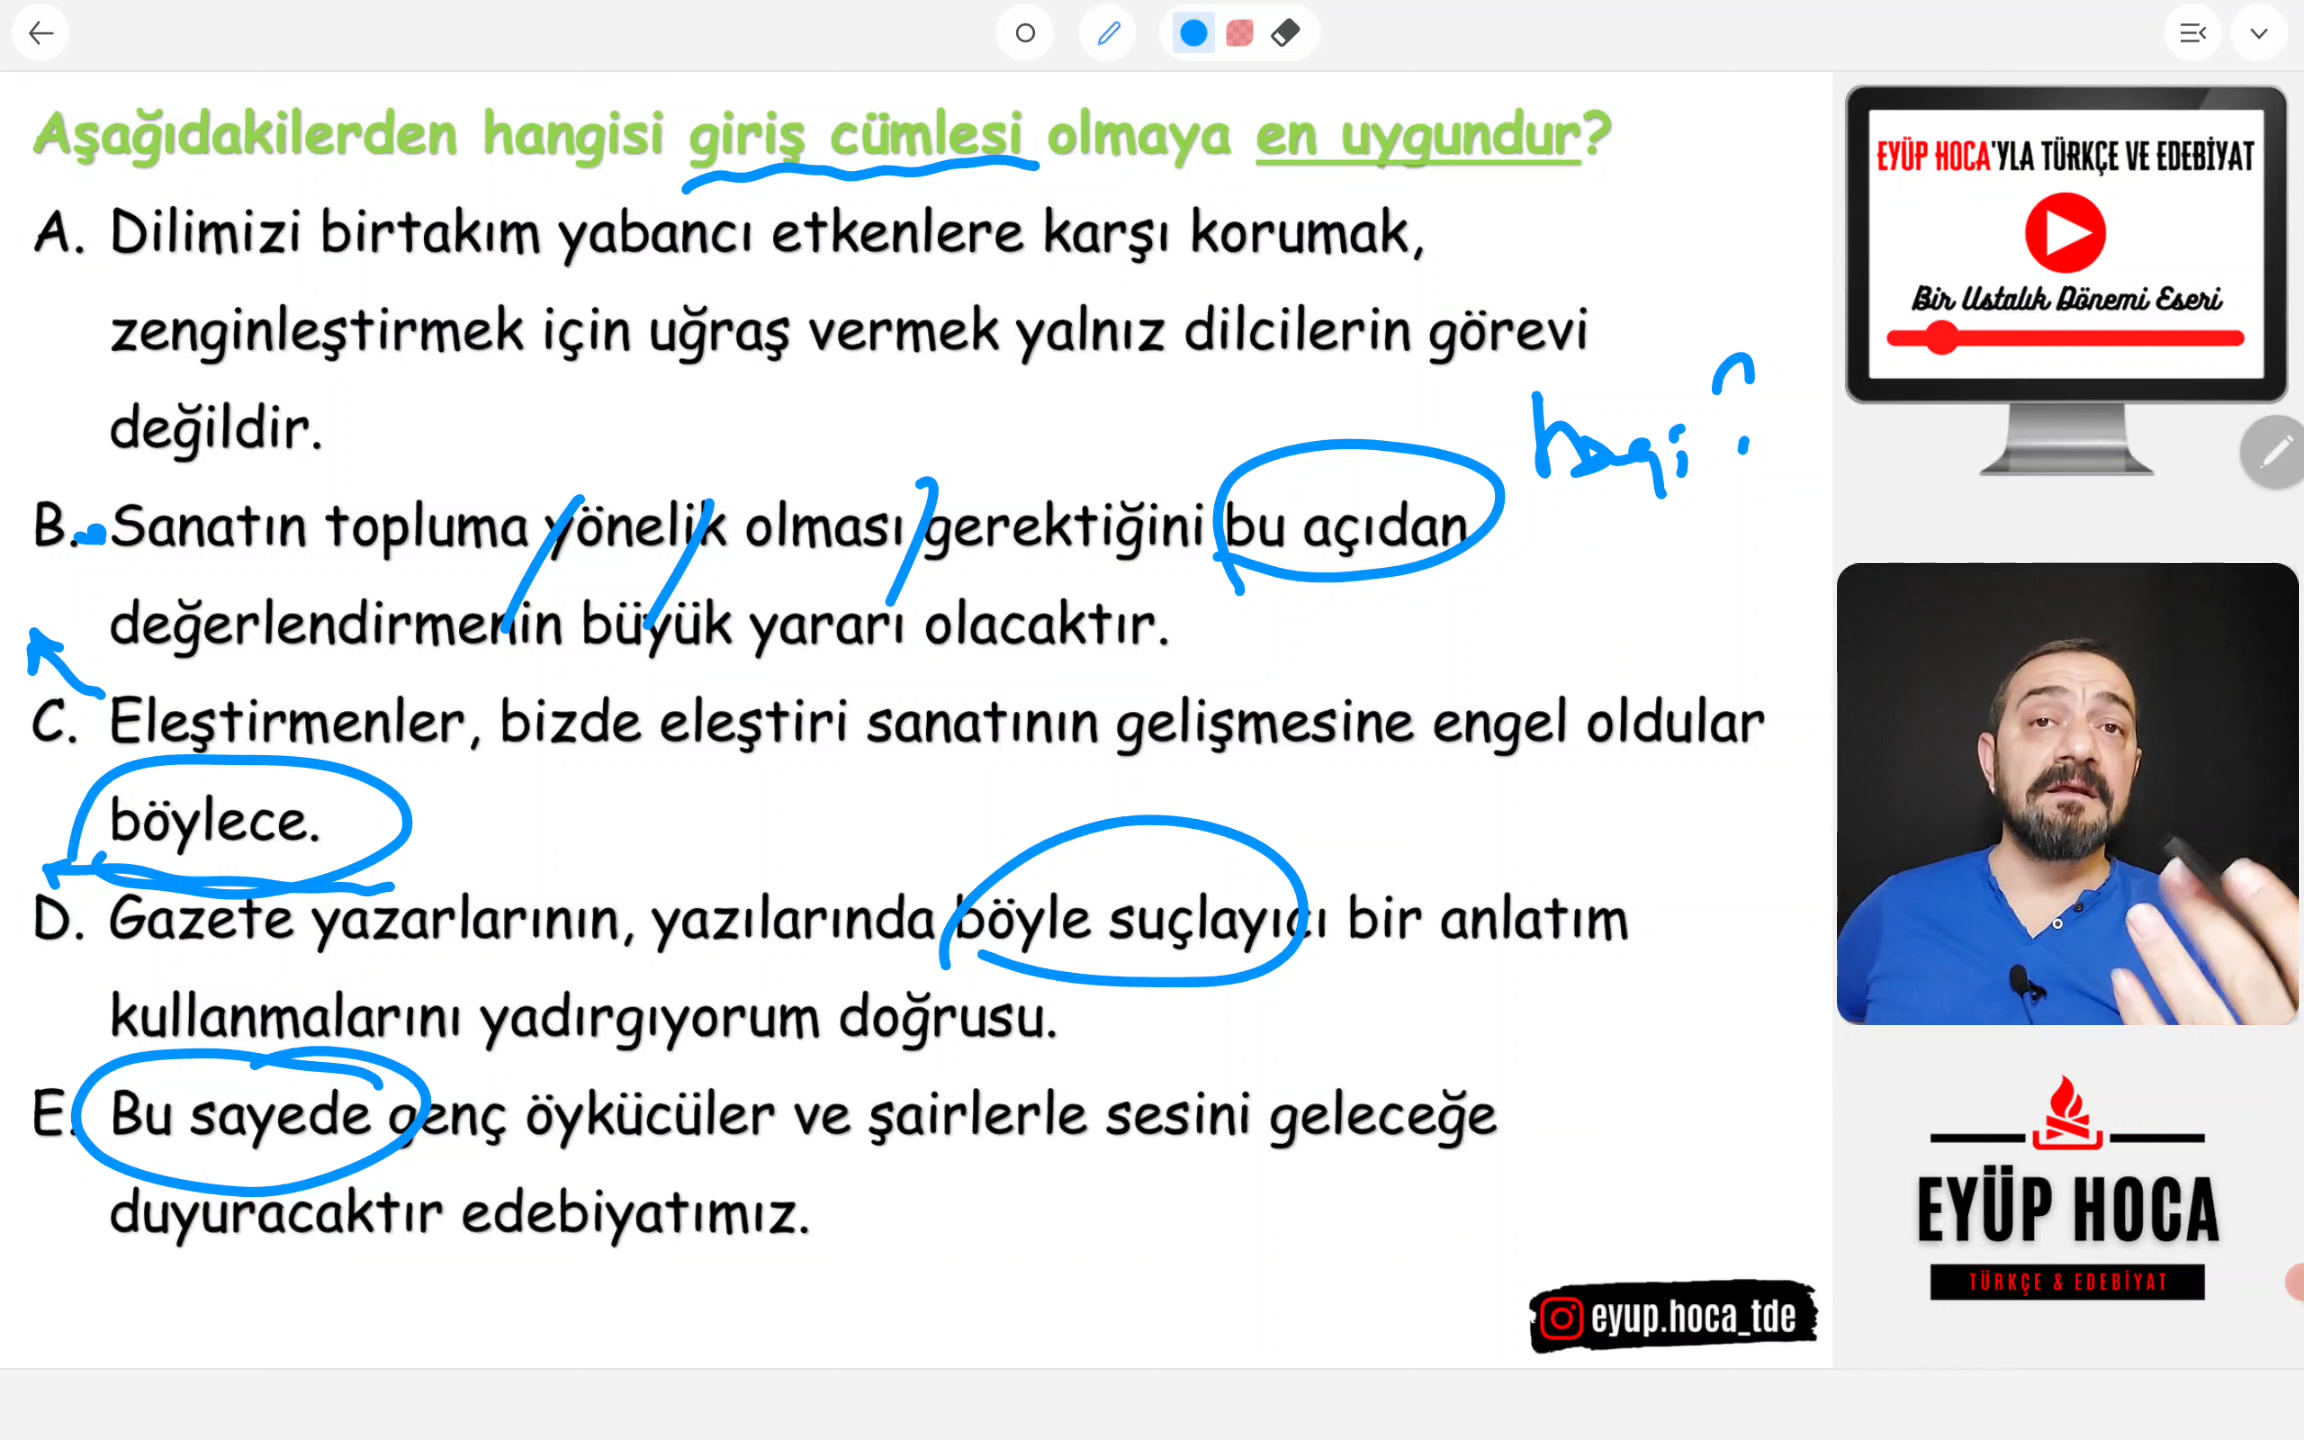 Aşağıdakilerden hangisi giriş cümlesi olmaya en uygundur?
A. Dilimizi birtakım yabancı etkenlere karşı korumak,
zenginleştirmek için uğraş vermek yalnız dilcilerin görevi
değildir.
hangi ?
B. Sanatın topluma yönelik olması gerektiğini bu açıdan
değerlendirmenin büyük yararı olacaktır.
C. Eleştirmenler, bizde eleştiri sanatının gelişmesine engel oldular
böylece.
D. Gazete yazarlarının, yazılarında böyle suçlayıcı bir anlatım
kullanmalarını yadırgıyorum doğrusu.
E. Bu sayede genç öykücüler ve şairlerle sesini geleceğe
duyuracaktır edebiyatımız.
eyup.hoca_tde
EYÜP HOCA'YLA TÜRKÇE VE EDEBİYAT
Bir Ustalık Dönemi Eseri
EYÜP HOCA
TÜRKÇE & EDEBİYAT